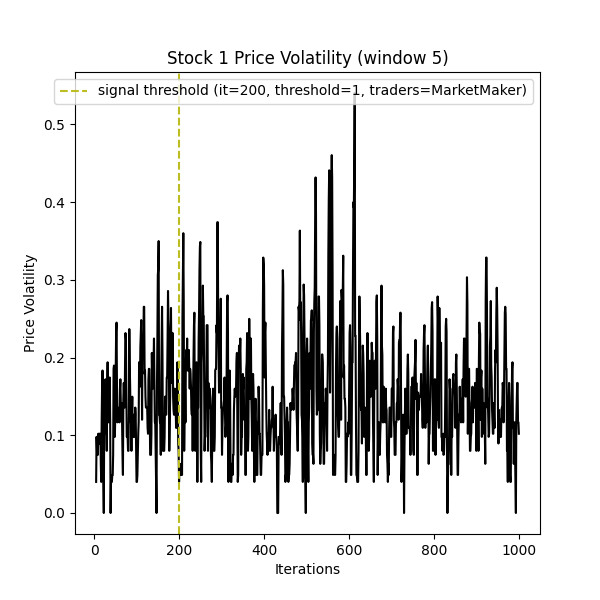 Stock 1 Price Volatility (window 5)
signal threshold (it=200, threshold=1, traders=MarketMaker)
0.5
0.4
0.3
0.2
0.1
0.0
Price Volatility
0 200 400 600 800 1000
Iterations